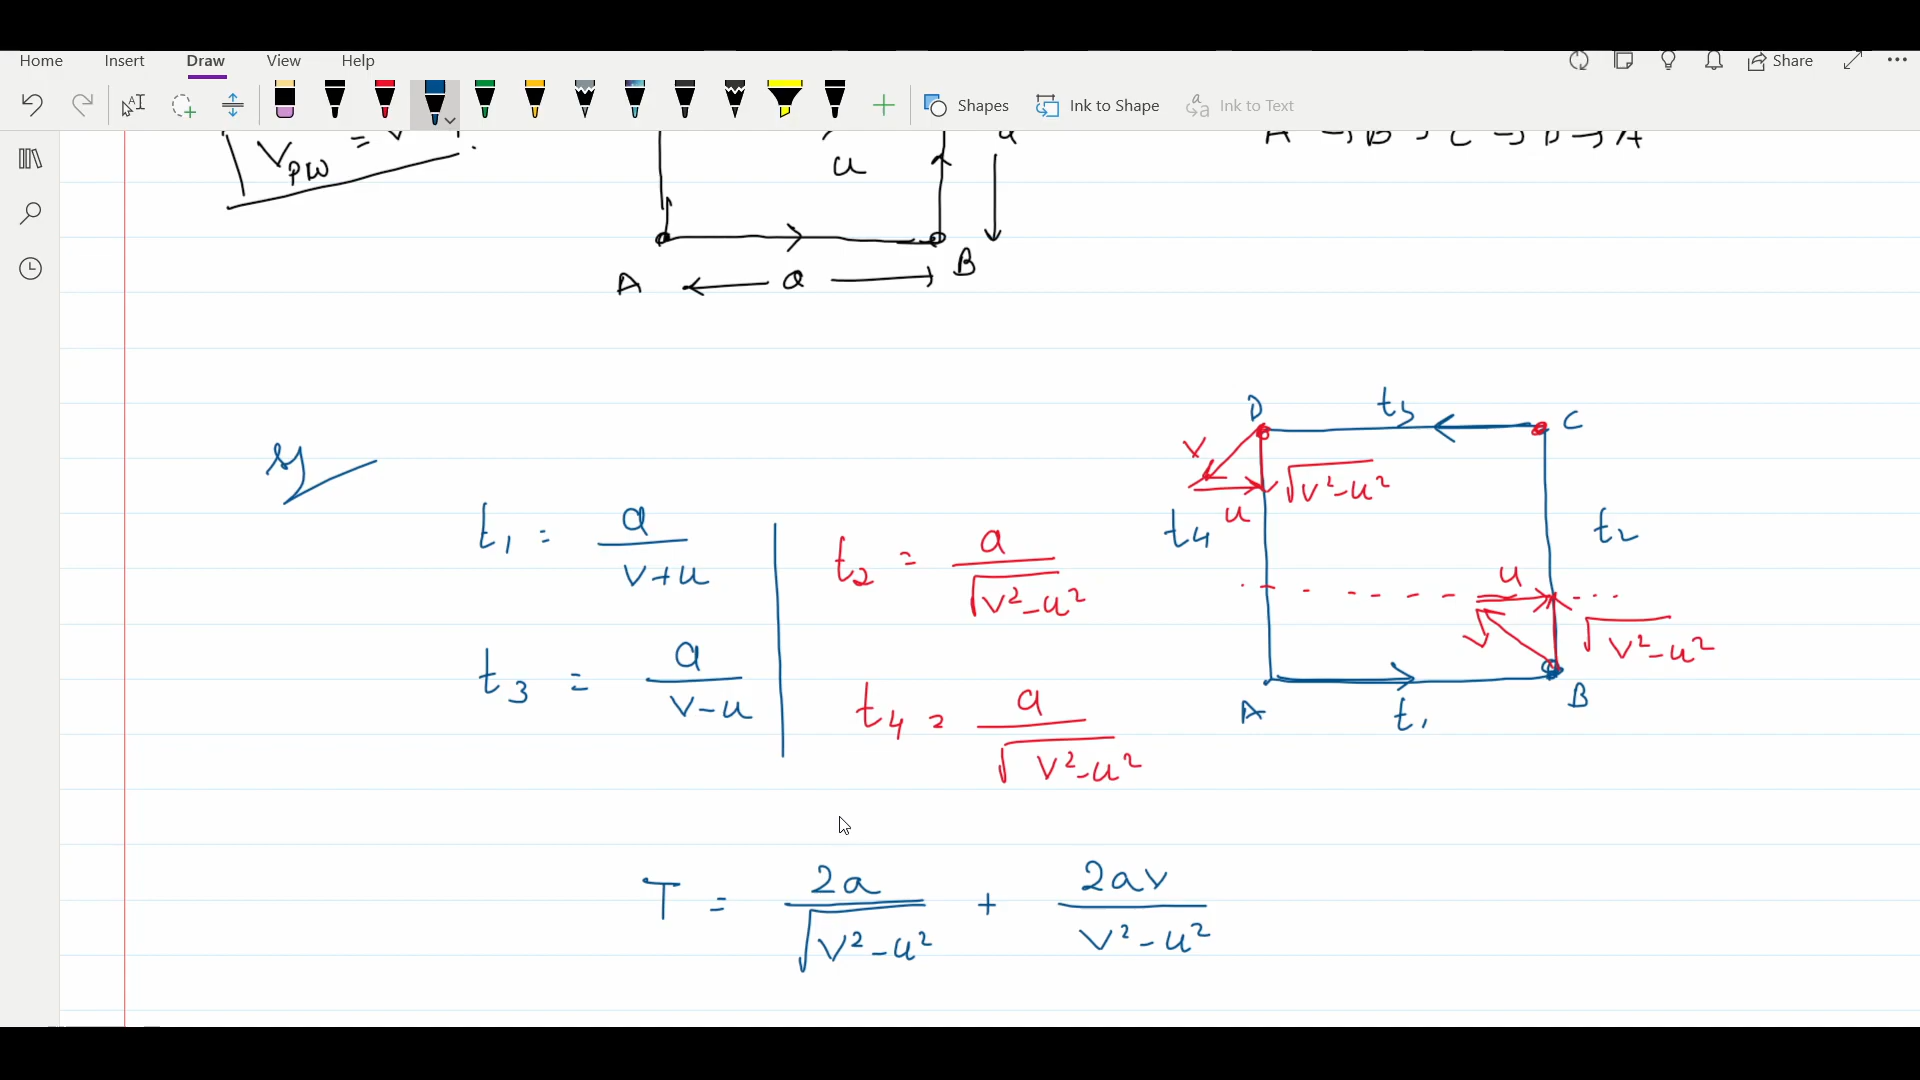 Home Insert Draw View Help Share
Shapes Ink to Shape Ink to Text
V_PW = V
u
A → B → C → D → A
A a B
D t3 C
V √(V²-u²)
u
t4 t2
u
V √(V²-u²)
A t1 B
t1 = a/(V+u)
t2 = a/√(V²-u²)
t3 = a/(V-u)
t4 = a/√(V²-u²)
T = 2a/√(V²-u²) + 2aV/(V²-u²)